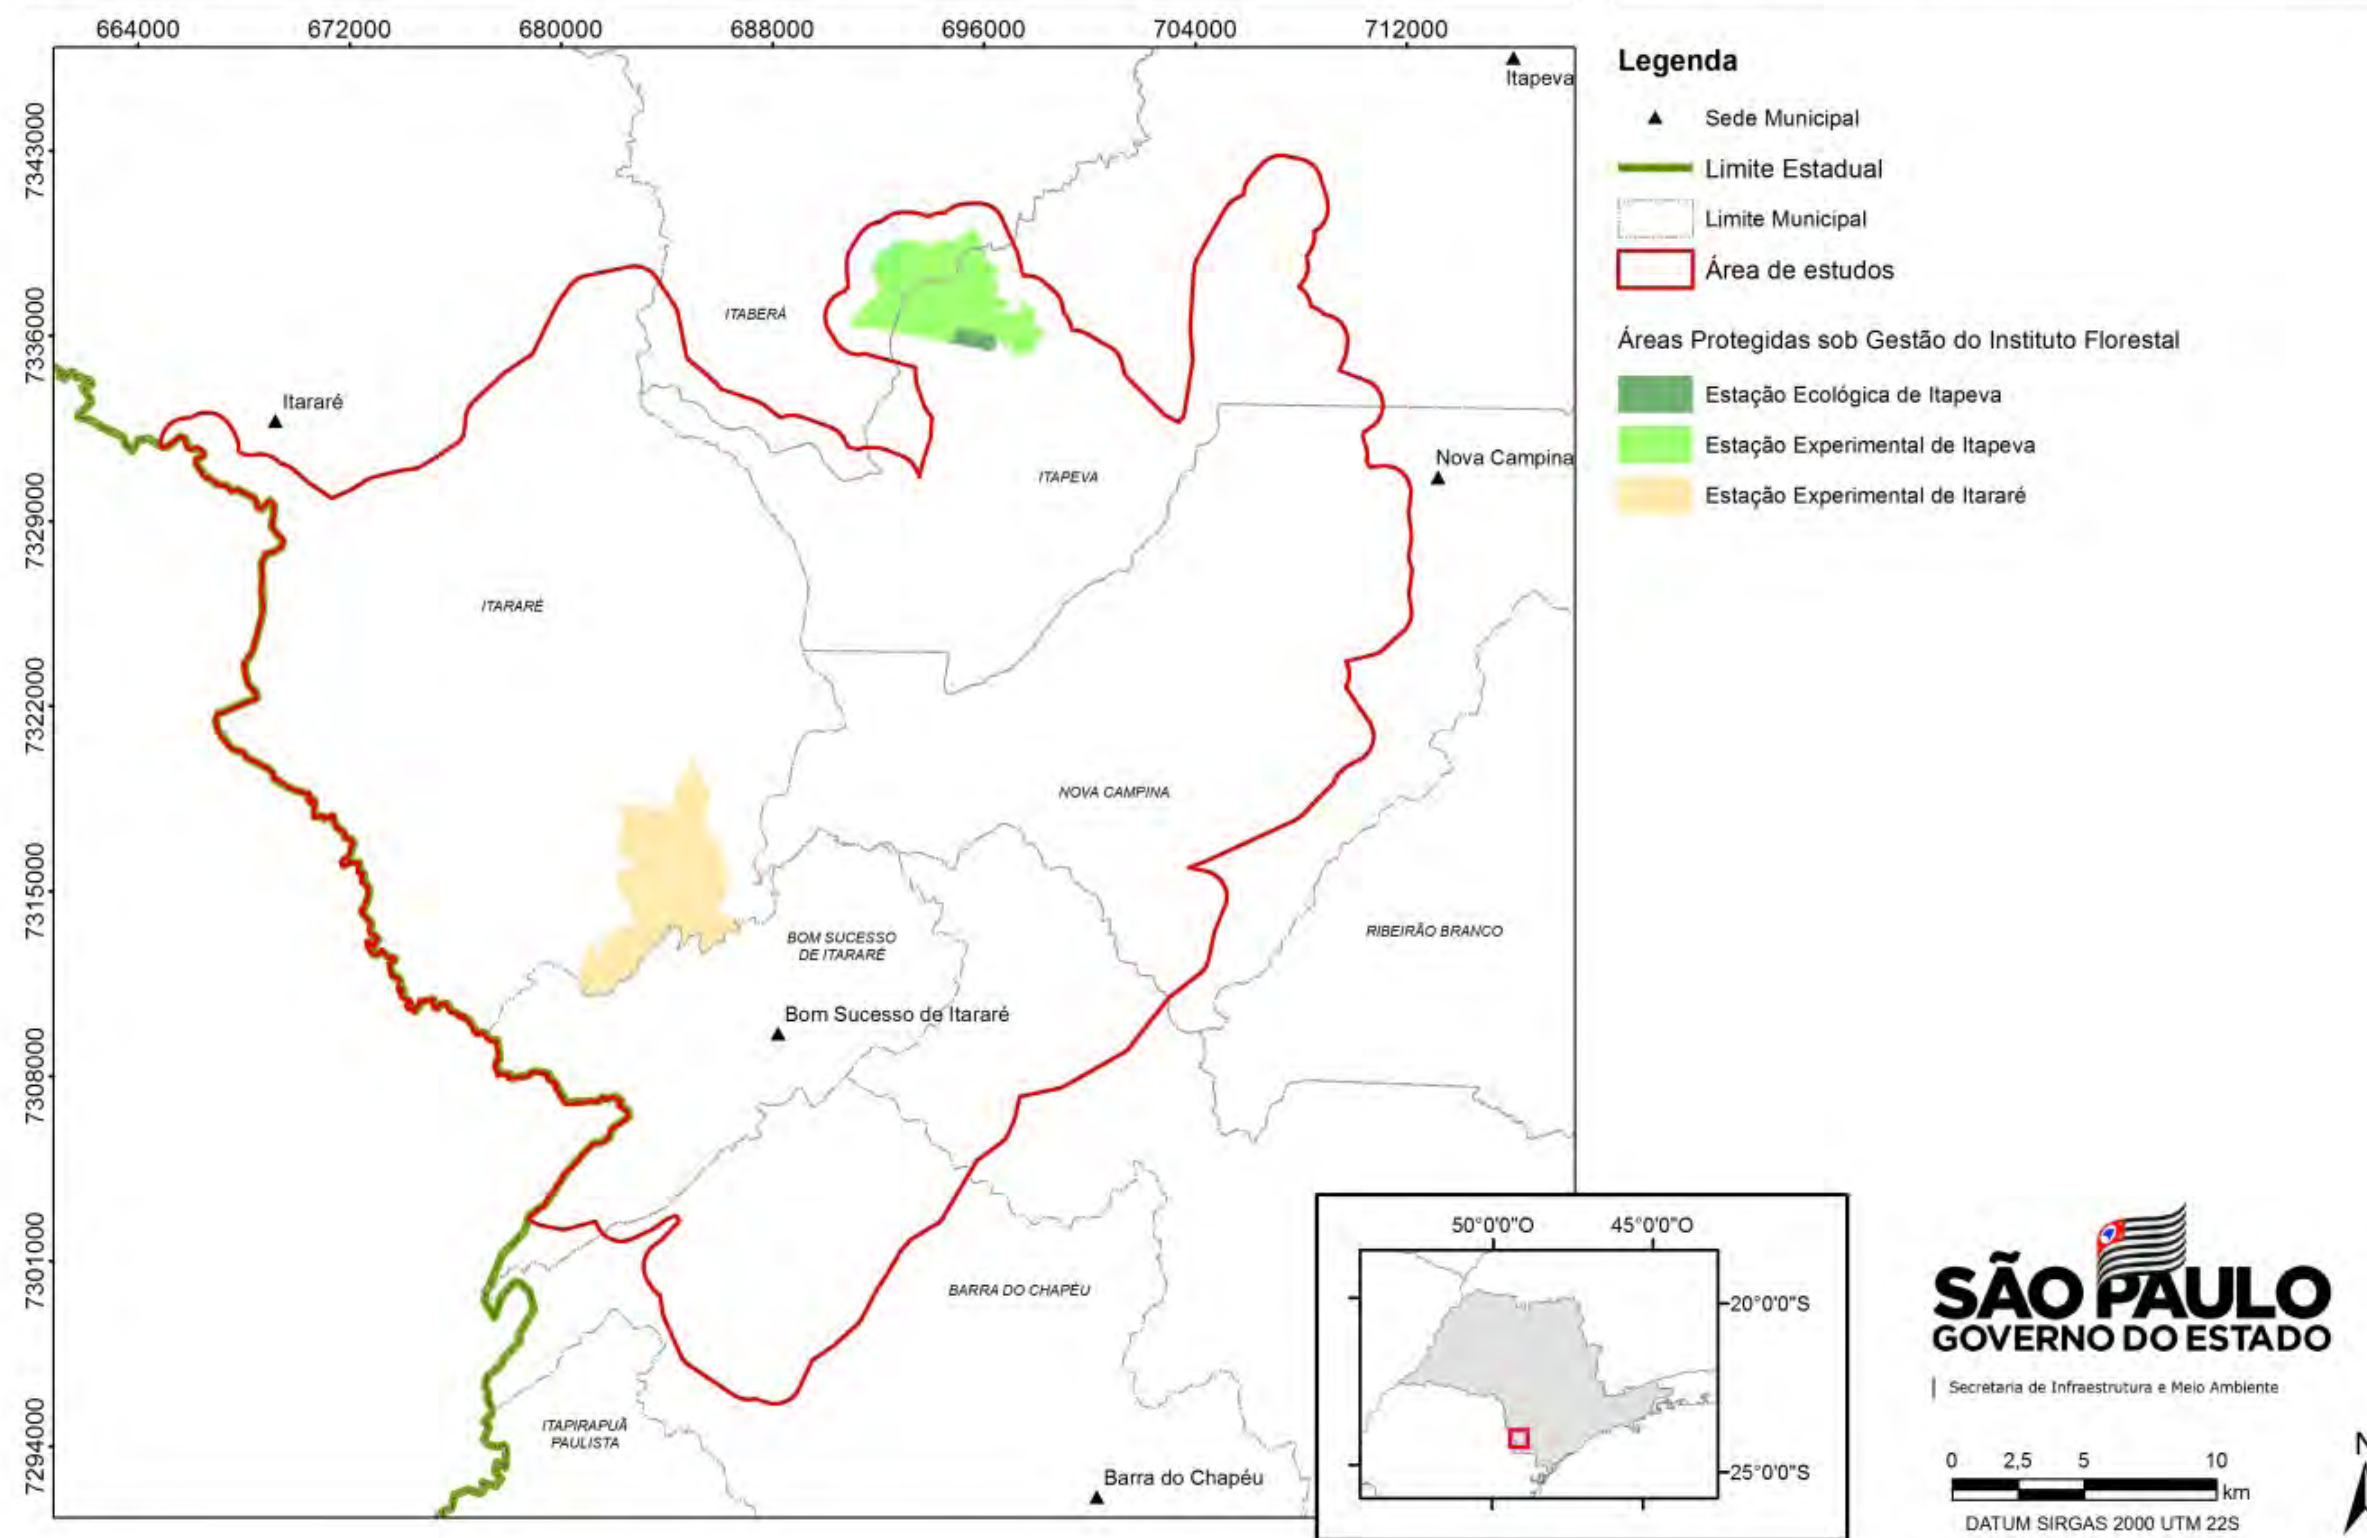 664000 672000 680000 688000 696000 704000 712000
7343000
7336000
7329000
7322000
7315000
7308000
7301000
7294000
Itapeva
ITABERÁ
Itararé
ITAPEVA
Nova Campina
ITARARÉ
NOVA CAMPINA
RIBEIRÃO BRANCO
BOM SUCESSO
DE ITARARÉ
Bom Sucesso de Itararé
BARRA DO CHAPÉU
ITAPIRAPUÃ
PAULISTA
Barra do Chapéu
Legenda
Sede Municipal
Limite Estadual
Limite Municipal
Área de estudos
Áreas Protegidas sob Gestão do Instituto Florestal
Estação Ecológica de Itapeva
Estação Experimental de Itapeva
Estação Experimental de Itararé
50°0'0"O 45°0'0"O
20°0'0"S
25°0'0"S
SÃO PAULO
GOVERNO DO ESTADO
Secretaria de Infraestrutura e Meio Ambiente
0 2,5 5 10
km
DATUM SIRGAS 2000 UTM 22S